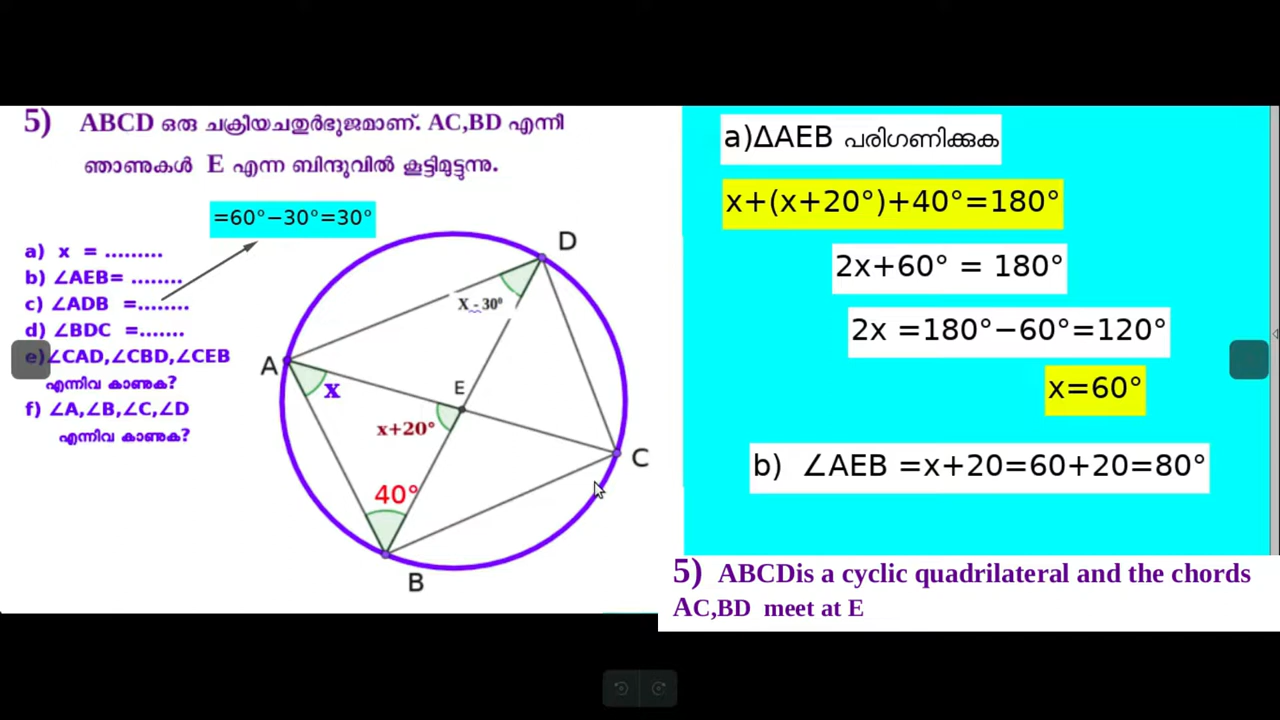 5) ABCD ഒരു ചക്രീയചതുർഭുജമാണ്. AC,BD എന്നി
ഞാണുകൾ E എന്ന ബിന്ദുവിൽ കൂട്ടിമുട്ടുന്നു.
=60°−30°=30°
a) x = .........
b) ∠AEB= ........
c) ∠ADB =........
d) ∠BDC =.......
e)∠CAD,∠CBD,∠CEB
എന്നിവ കാണുക?
f) ∠A,∠B,∠C,∠D
എന്നിവ കാണുക?
D
X - 30⁰
A
x
E
x+20°
C
40°
B
a)ΔAEB പരിഗണിക്കുക
x+(x+20°)+40°=180°
2x+60° = 180°
2x =180°−60°=120°
x=60°
b) ∠AEB =x+20=60+20=80°
5) ABCDis a cyclic quadrilateral and the chords
AC,BD meet at E